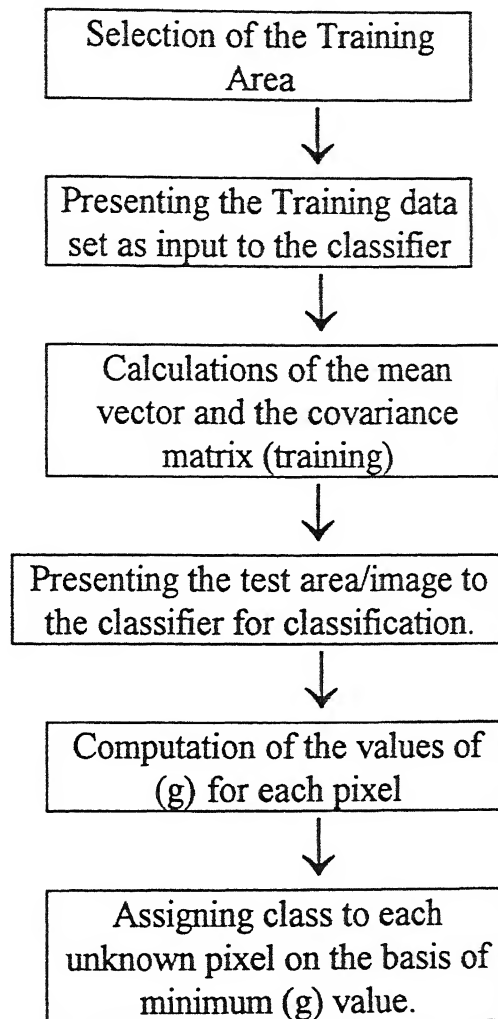 Selection of the Training
Area
Presenting the Training data
set as input to the classifier
Calculations of the mean
vector and the covariance
matrix (training)
Presenting the test area/image to
the classifier for classification.
Computation of the values of
(g) for each pixel
Assigning class to each
unknown pixel on the basis of
minimum (g) value.